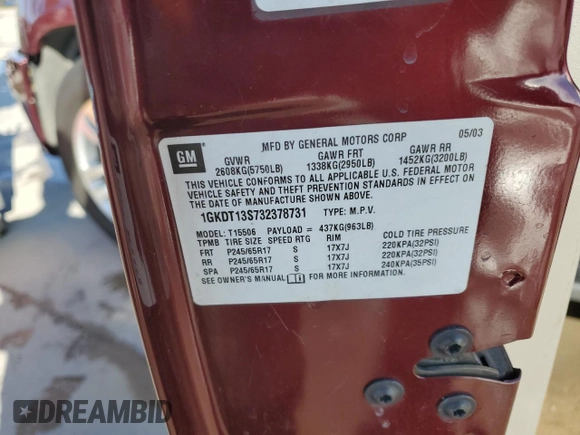 GM
MFD BY GENERAL MOTORS CORP 05/03
GVWR GAWR FRT GAWR RR
2608KG(5750LB) 1338KG(2950LB) 1452KG(3200LB)
THIS VEHICLE CONFORMS TO ALL APPLICABLE U.S. FEDERAL MOTOR
VEHICLE SAFETY AND THEFT PREVENTION STANDARDS IN EFFECT ON
THE DATE OF MANUFACTURE SHOWN ABOVE.
1GKDT13S732378731 TYPE: M.P.V.
MODEL: T15506 PAYLOAD = 437KG(963LB)
TPMB TIRE SIZE SPEED RTG RIM COLD TIRE PRESSURE
FRT P245/65R17 S 17X7J 220KPA(32PSI)
RR P245/65R17 S 17X7J 220KPA(32PSI)
SPA P245/65R17 S 17X7J 240KPA(35PSI)
SEE OWNER'S MANUAL FOR ADDITIONAL INFORMATION.
DREAMBID